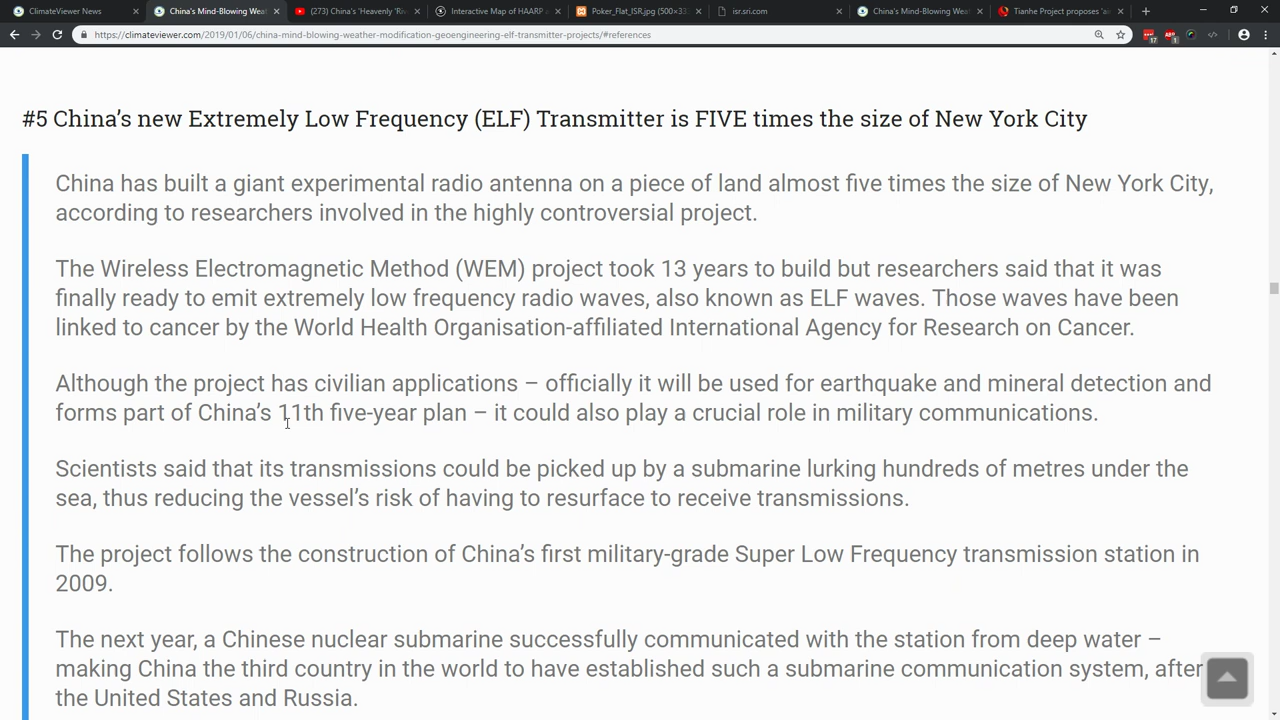 ClimateViewer News
China's Mind-Blowing Weat
(273) China's 'Heavenly 'Ri
Interactive Map of HAARP
Poker_Flat_ISR.jpg (500×33
isr.sri.com
China's Mind-Blowing Weat
Tianhe Project proposes 'ai
https://climateviewer.com/2019/01/06/china-mind-blowing-weather-modification-geoengineering-elf-transmitter-projects/#references
17
1
#5 China's new Extremely Low Frequency (ELF) Transmitter is FIVE times the size of New York City
China has built a giant experimental radio antenna on a piece of land almost five times the size of New York City,
according to researchers involved in the highly controversial project.
The Wireless Electromagnetic Method (WEM) project took 13 years to build but researchers said that it was
finally ready to emit extremely low frequency radio waves, also known as ELF waves. Those waves have been
linked to cancer by the World Health Organisation-affiliated International Agency for Research on Cancer.
Although the project has civilian applications – officially it will be used for earthquake and mineral detection and
forms part of China's 11th five-year plan – it could also play a crucial role in military communications.
Scientists said that its transmissions could be picked up by a submarine lurking hundreds of metres under the
sea, thus reducing the vessel's risk of having to resurface to receive transmissions.
The project follows the construction of China's first military-grade Super Low Frequency transmission station in
2009.
The next year, a Chinese nuclear submarine successfully communicated with the station from deep water –
making China the third country in the world to have established such a submarine communication system, after
the United States and Russia.